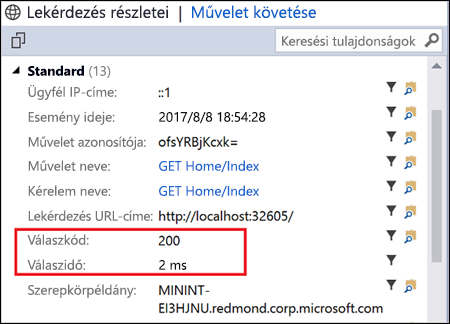 Lekérdezés részletei | Művelet követése
Keresési tulajdonságok
Standard (13)
Ügyfél IP-címe: ::1
Esemény ideje: 2017/8/8 18:54:28
Művelet azonosítója: ofsYRBjKcxk=
Művelet neve: GET Home/Index
Kérelem neve: GET Home/Index
Lekérdezés URL-címe: http://localhost:32605/
Válaszkód: 200
Válaszidő: 2 ms
Szerepkörpéldány: MININT-
EI3HJNU.redmond.corp.microsoft.com